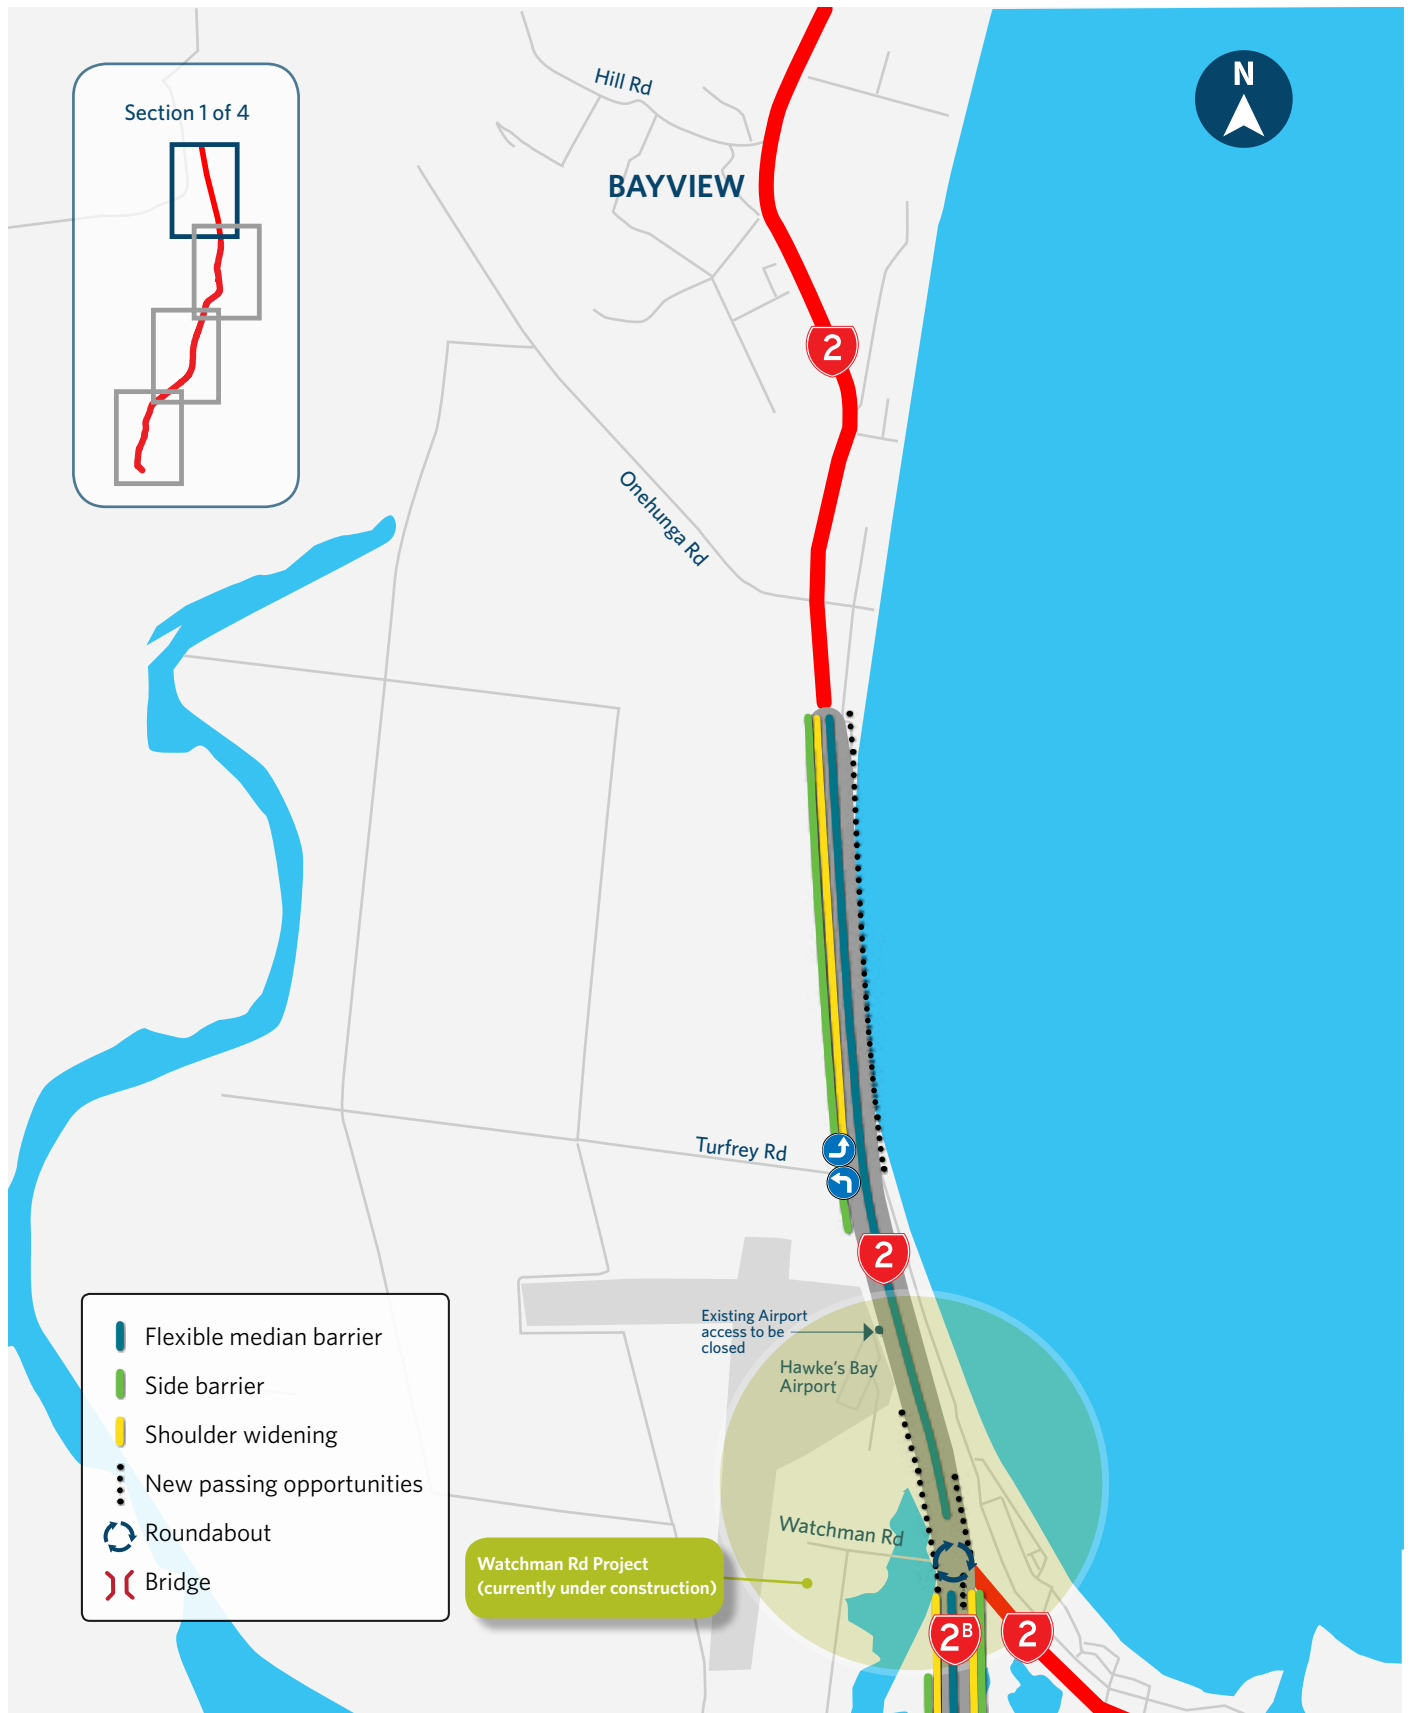 Section 1 of 4
N
Hill Rd
BAYVIEW
2
Onehunga Rd
Turfrey Rd
2
Existing Airport
access to be
closed
Hawke's Bay
Airport
Watchman Rd
Watchman Rd Project
(currently under construction)
2B
2
Flexible median barrier
Side barrier
Shoulder widening
New passing opportunities
Roundabout
Bridge